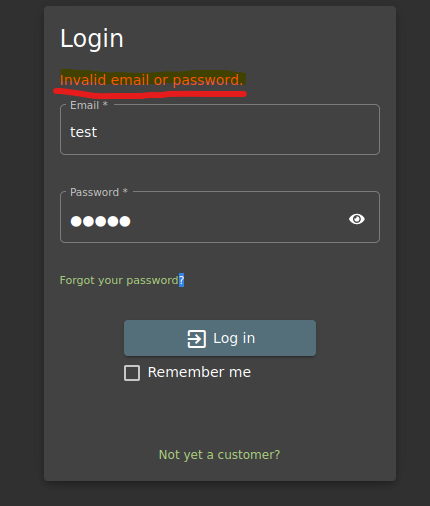 Login
Invalid email or password.
Email *
test
Password *
●●●●●
Forgot your password?
Log in
Remember me
Not yet a customer?